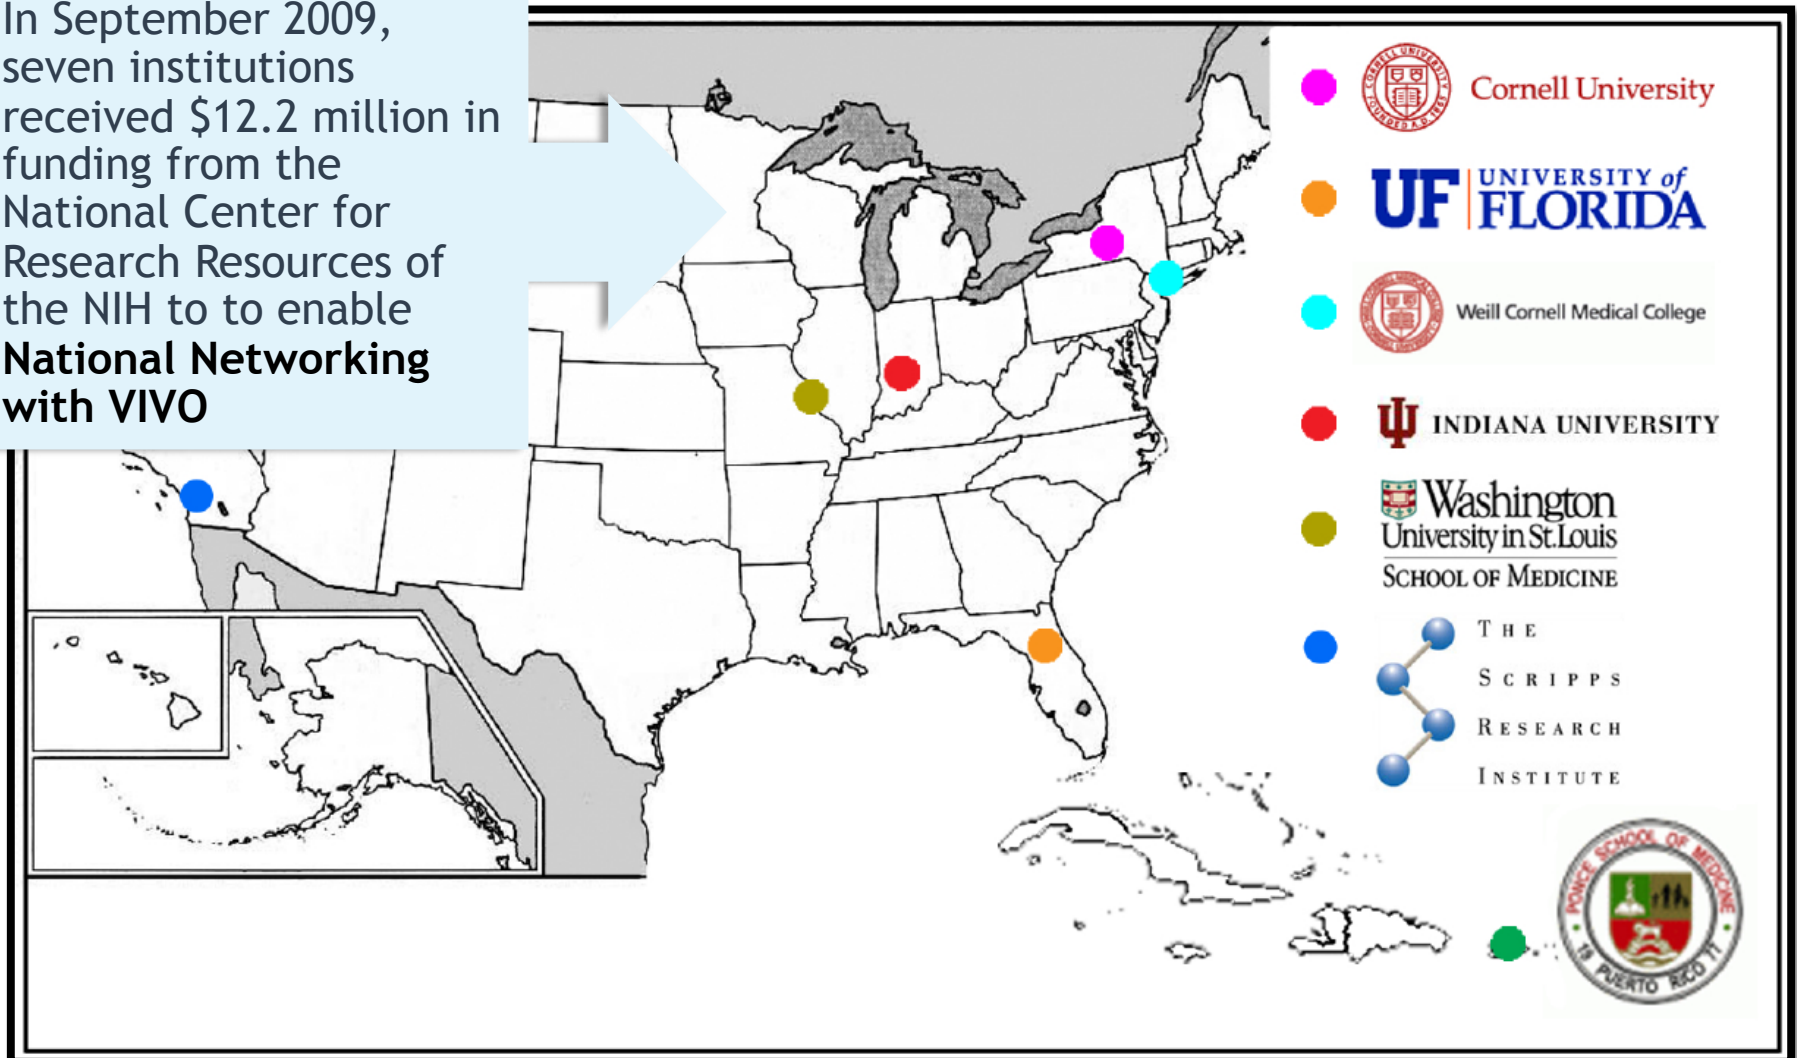 In September 2009,
seven institutions
received $12.2 million in
funding from the
National Center for
Research Resources of
the NIH to to enable
National Networking
with VIVO
Cornell University
UF UNIVERSITY of
FLORIDA
Weill Cornell Medical College
INDIANA UNIVERSITY
Washington
University in St. Louis
SCHOOL OF MEDICINE
THE
SCRIPPS
RESEARCH
INSTITUTE
PONCE SCHOOL OF MEDICINE
19 PUERTO RICO 77